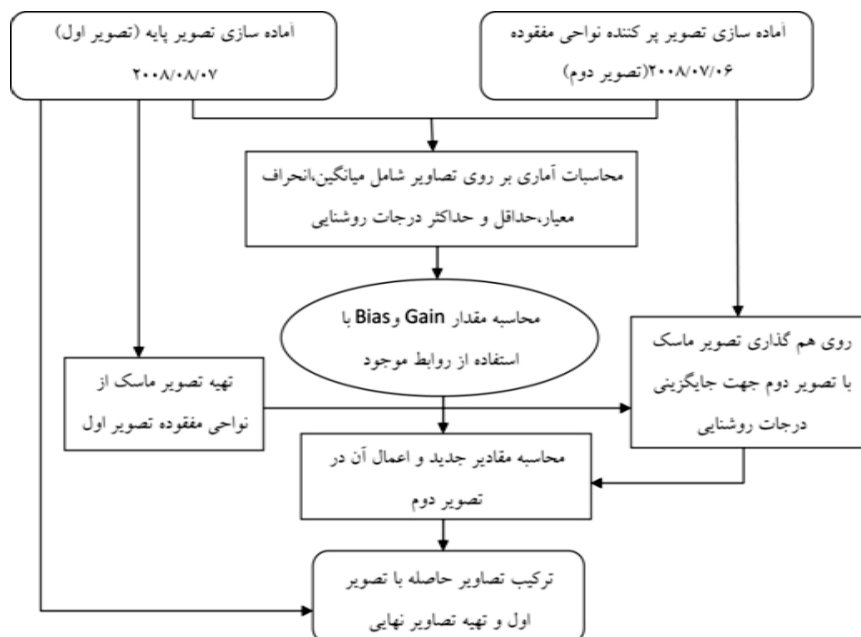 آماده سازی تصویر پر کننده نواحی مفقوده
۲۰۰۸/۰۷/۰۶(تصویر دوم)
آماده سازی تصویر پایه (تصویر اول)
۲۰۰۸/۰۸/۰۷
محاسبات آماری بر روی تصاویر شامل میانگین،انحراف
معیار،حداقل و حداکثر درجات روشنایی
محاسبه مقدار Gain وBias با
استفاده از روابط موجود
روی هم گذاری تصویر ماسک
با تصویر دوم جهت جایگزینی
درجات روشنایی
تهیه تصویر ماسک از
نواحی مفقوده تصویر اول
محاسبه مقادیر جدید و اعمال آن در
تصویر دوم
ترکیب تصاویر حاصله با تصویر
اول و تهیه تصاویر نهایی